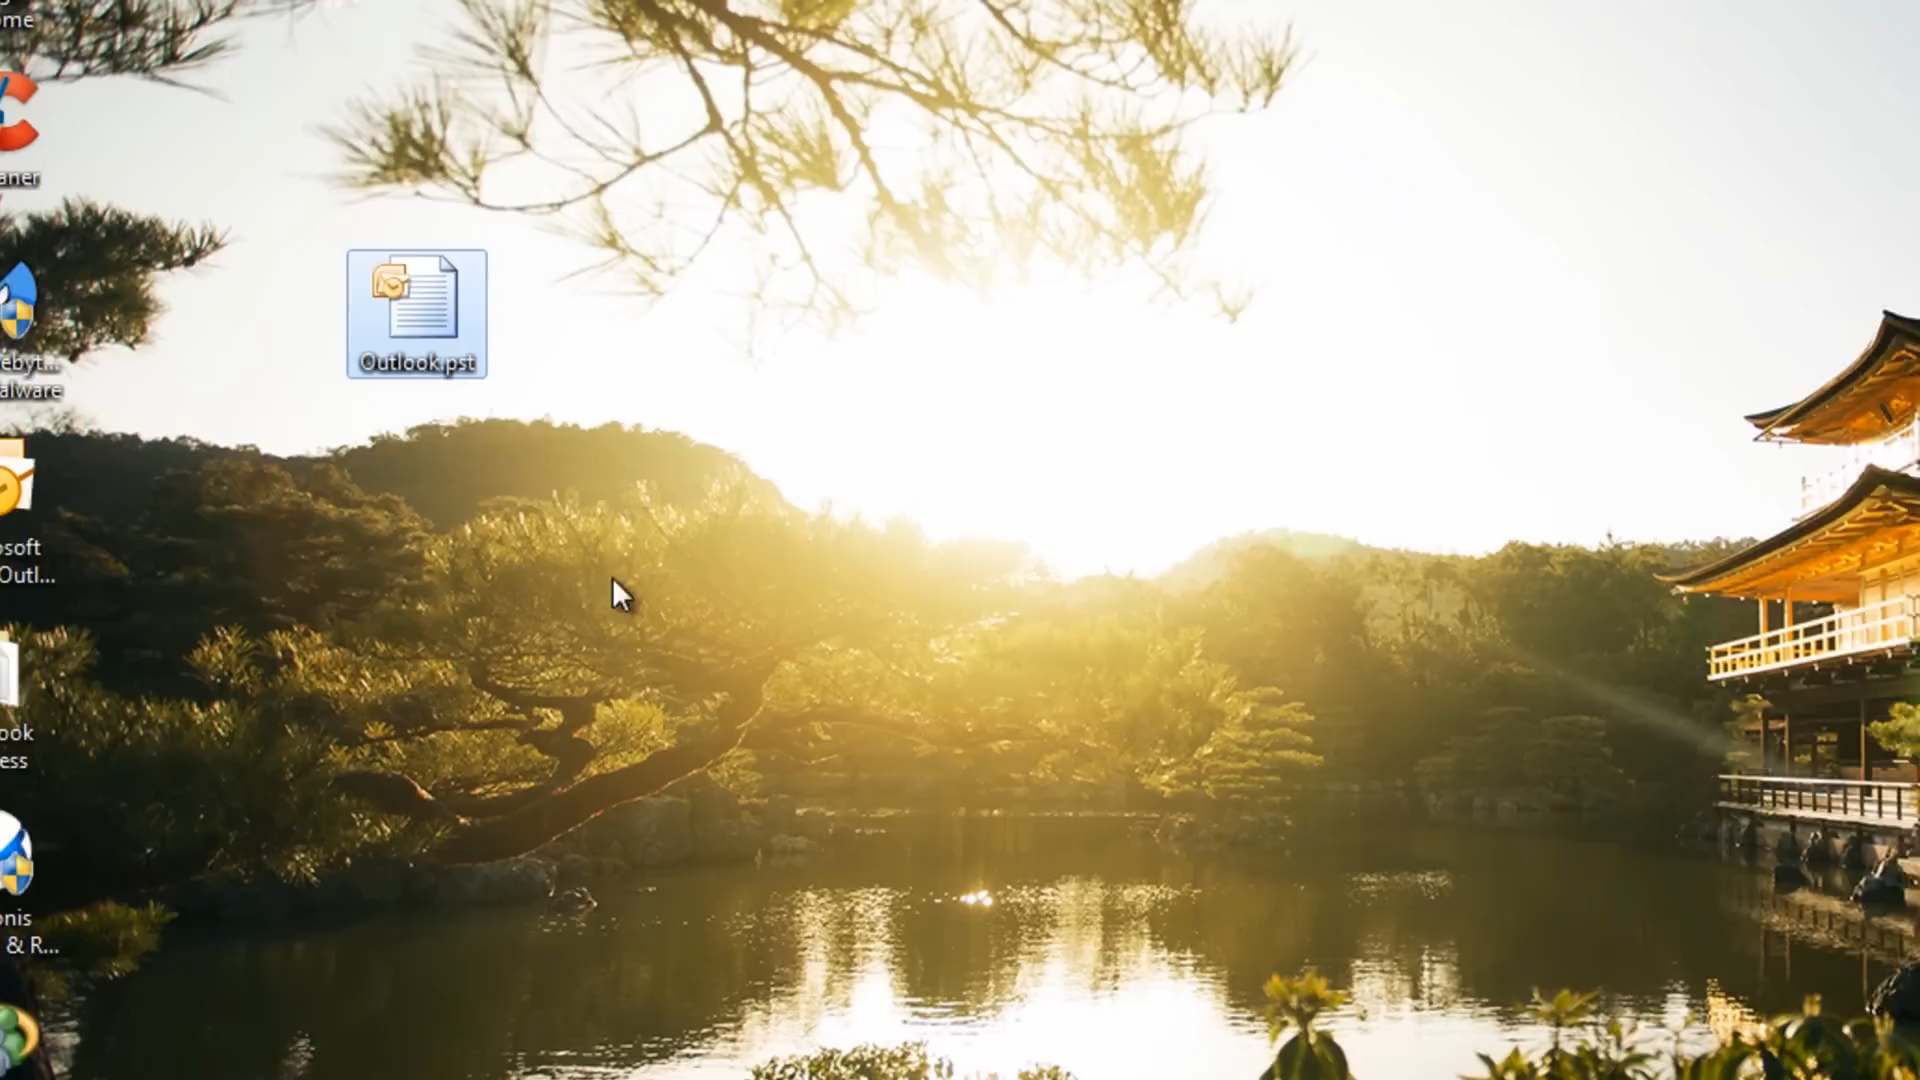 ome
aner
Outlook.pst
ebyt...
alware
osoft
Outl...
ook
ess
onis
& R...